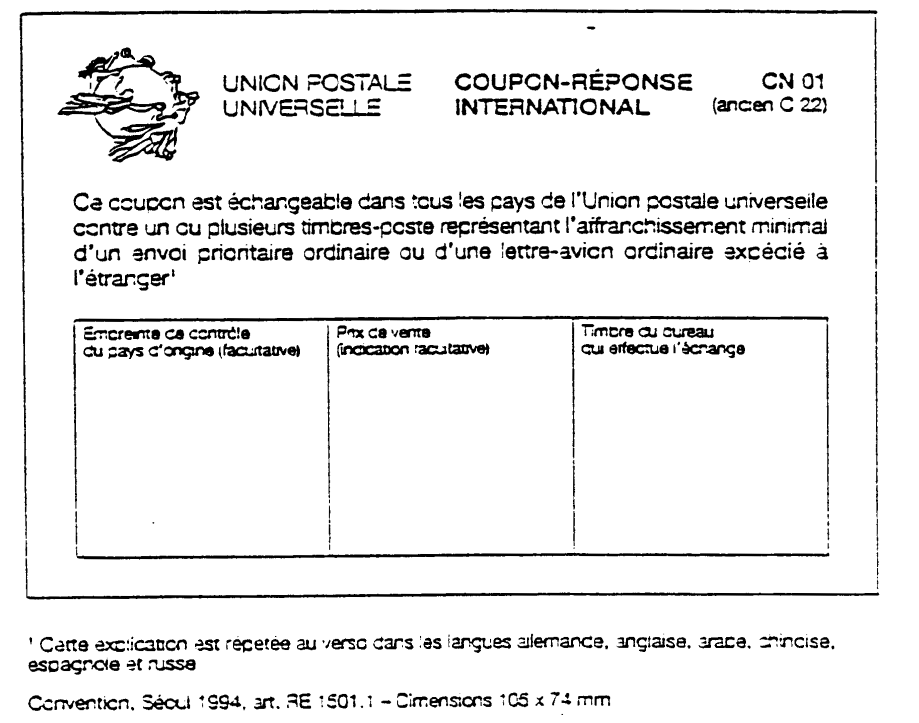 UNION POSTALE UNIVERSELLE
COUPON-RÉPONSE INTERNATIONAL
CN 01
(ancien C 22)
Ce coupon est échangeable dans tous les pays de l'Union postale universelle
contre un ou plusieurs timbres-poste représentant l'affranchissement minimal
d'un envoi prioritaire ordinaire ou d'une lettre-avion ordinaire expédié à
l'étranger¹
Empreinte de contrôle
du pays d'origine (facultative)
Prix de vente
(indication facultative)
Timbre du bureau
qui effectue l'échange
¹ Cette explication est répétée au verso dans les langues allemande, anglaise, arabe, chinoise,
espagnole et russe
Convention, Séoul 1994, art. RE 1501.1 – Dimensions 105 x 74 mm